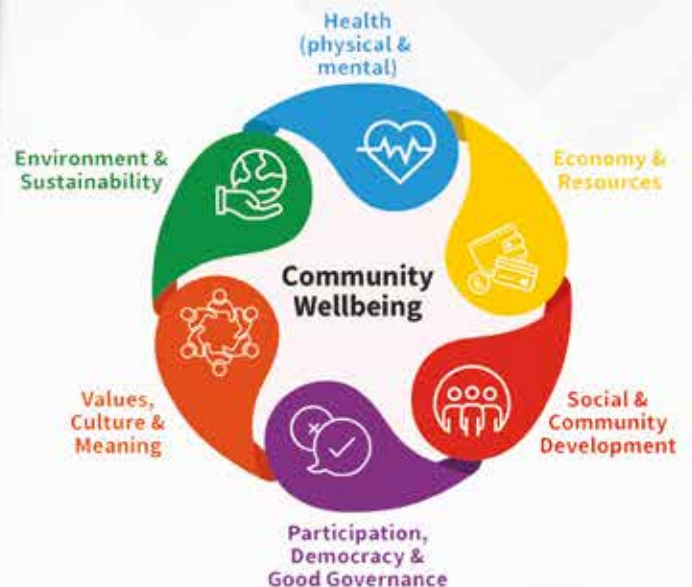 Health
(physical &
mental)
Economy &
Resources
Social &
Community
Development
Participation,
Democracy &
Good Governance
Values,
Culture &
Meaning
Environment &
Sustainability
Community
Wellbeing